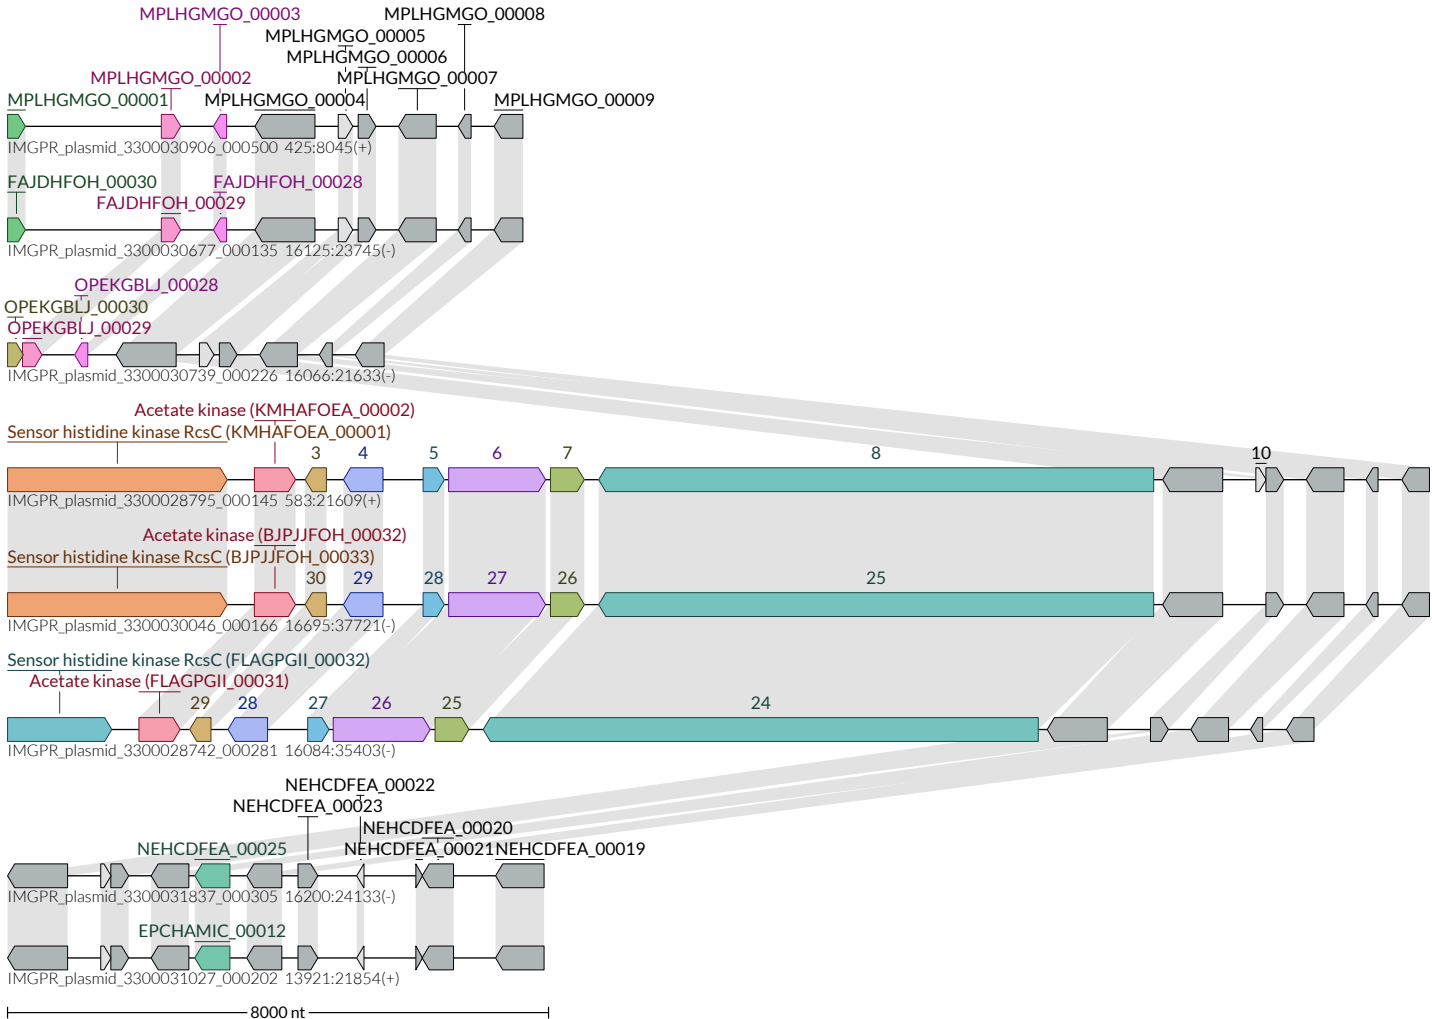 MPLHGMGO_00003
MPLHGMGO_00008
MPLHGMGO_00005
MPLHGMGO_00006
MPLHGMGO_00002
MPLHGMGO_00007
MPLHGMGO_00001
MPLHGMGO_00004
MPLHGMGO_00009
IMGPR_plasmid_3300030906_000500 425:8045(+)
FAJDHFOH_00030
FAJDHFOH_00028
FAJDHFOH_00029
IMGPR_plasmid_3300030677_000135 16125:23745(-)
OPEKGBLJ_00028
OPEKGBLJ_00030
OPEKGBLJ_00029
IMGPR_plasmid_3300030739_000226 16066:21633(-)
Acetate kinase (KMHAFOEA_00002)
Sensor histidine kinase RcsC (KMHAFOEA_00001)
3 4 5 6 7 8 10
IMGPR_plasmid_3300028795_000145 583:21609(+)
Acetate kinase (BJPJJFOH_00032)
Sensor histidine kinase RcsC (BJPJJFOH_00033)
30 29 28 27 26 25
IMGPR_plasmid_3300030046_000166 16695:37721(-)
Sensor histidine kinase RcsC (FLAGPGII_00032)
Acetate kinase (FLAGPGII_00031)
29 28 27 26 25 24
IMGPR_plasmid_3300028742_000281 16084:35403(-)
NEHCDFEA_00022
NEHCDFEA_00023
NEHCDFEA_00020
NEHCDFEA_00025
NEHCDFEA_00021
NEHCDFEA_00019
IMGPR_plasmid_3300031837_000305 16200:24133(-)
EPCHAMIC_00012
IMGPR_plasmid_3300031027_000202 13921:21854(+)
8000 nt